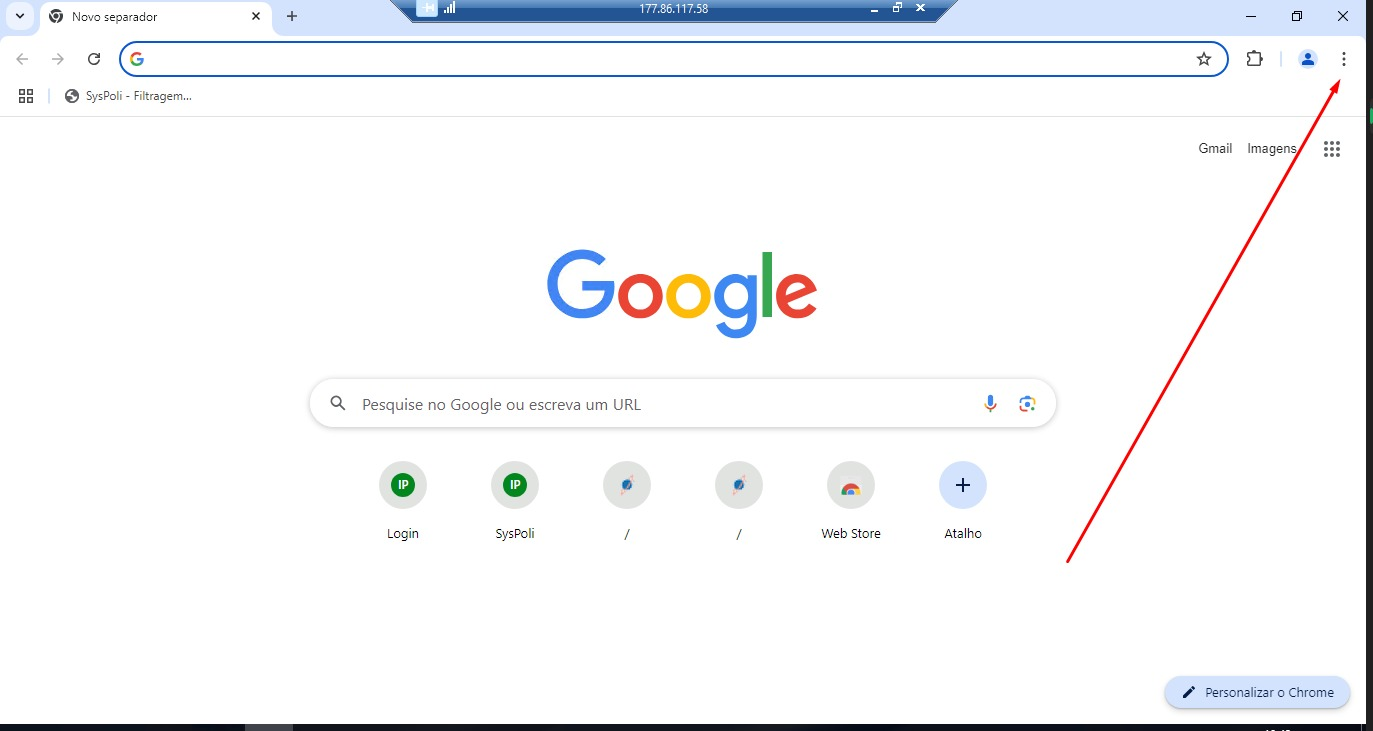 Novo separador
177.86.117.58
SysPoli - Filtragem...
Gmail Imagens
Google
Pesquise no Google ou escreva um URL
IP IP
Login SysPoli / / Web Store Atalho
Personalizar o Chrome